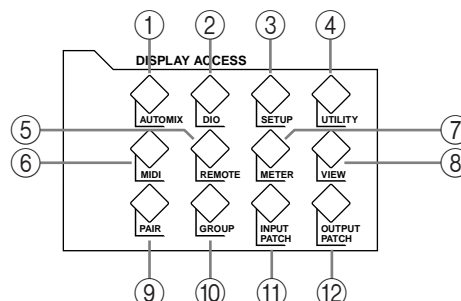 ① ② ③ ④
DISPLAY ACCESS
AUTOMIX DIO SETUP UTILITY
⑤ ⑦
⑥ ⑧
MIDI REMOTE METER VIEW
PAIR GROUP INPUT PATCH OUTPUT PATCH
⑨ ⑩ ⑪ ⑫